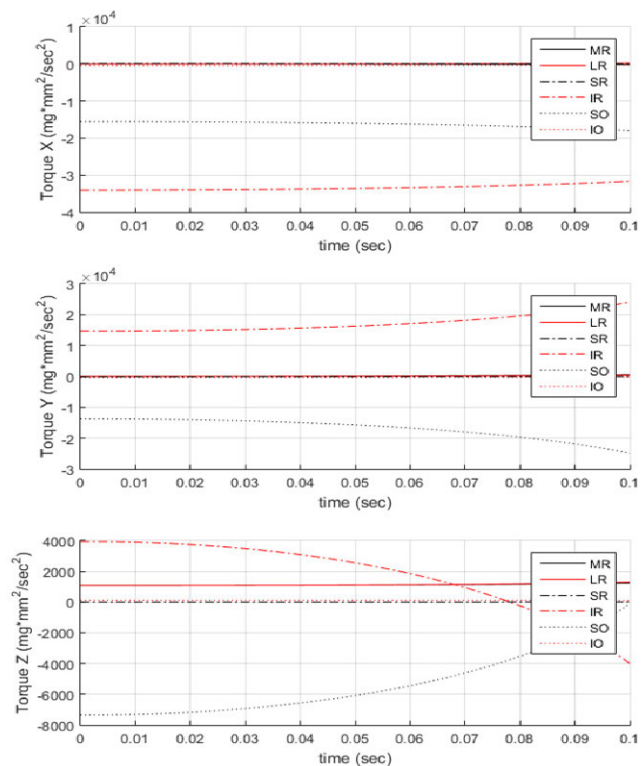 ×10⁴
1
0
-1
-2
-3
-4
Torque X (mg*mm²/sec²)
0 0.01 0.02 0.03 0.04 0.05 0.06 0.07 0.08 0.09 0.1
time (sec)
MR
LR
SR
IR
SO
IO
×10⁴
3
2
1
0
-1
-2
-3
Torque Y (mg*mm²/sec²)
0 0.01 0.02 0.03 0.04 0.05 0.06 0.07 0.08 0.09 0.1
time (sec)
MR
LR
SR
IR
SO
IO
4000
2000
0
-2000
-4000
-6000
-8000
Torque Z (mg*mm²/sec²)
0 0.01 0.02 0.03 0.04 0.05 0.06 0.07 0.08 0.09 0.1
time (sec)
MR
LR
SR
IR
SO
IO